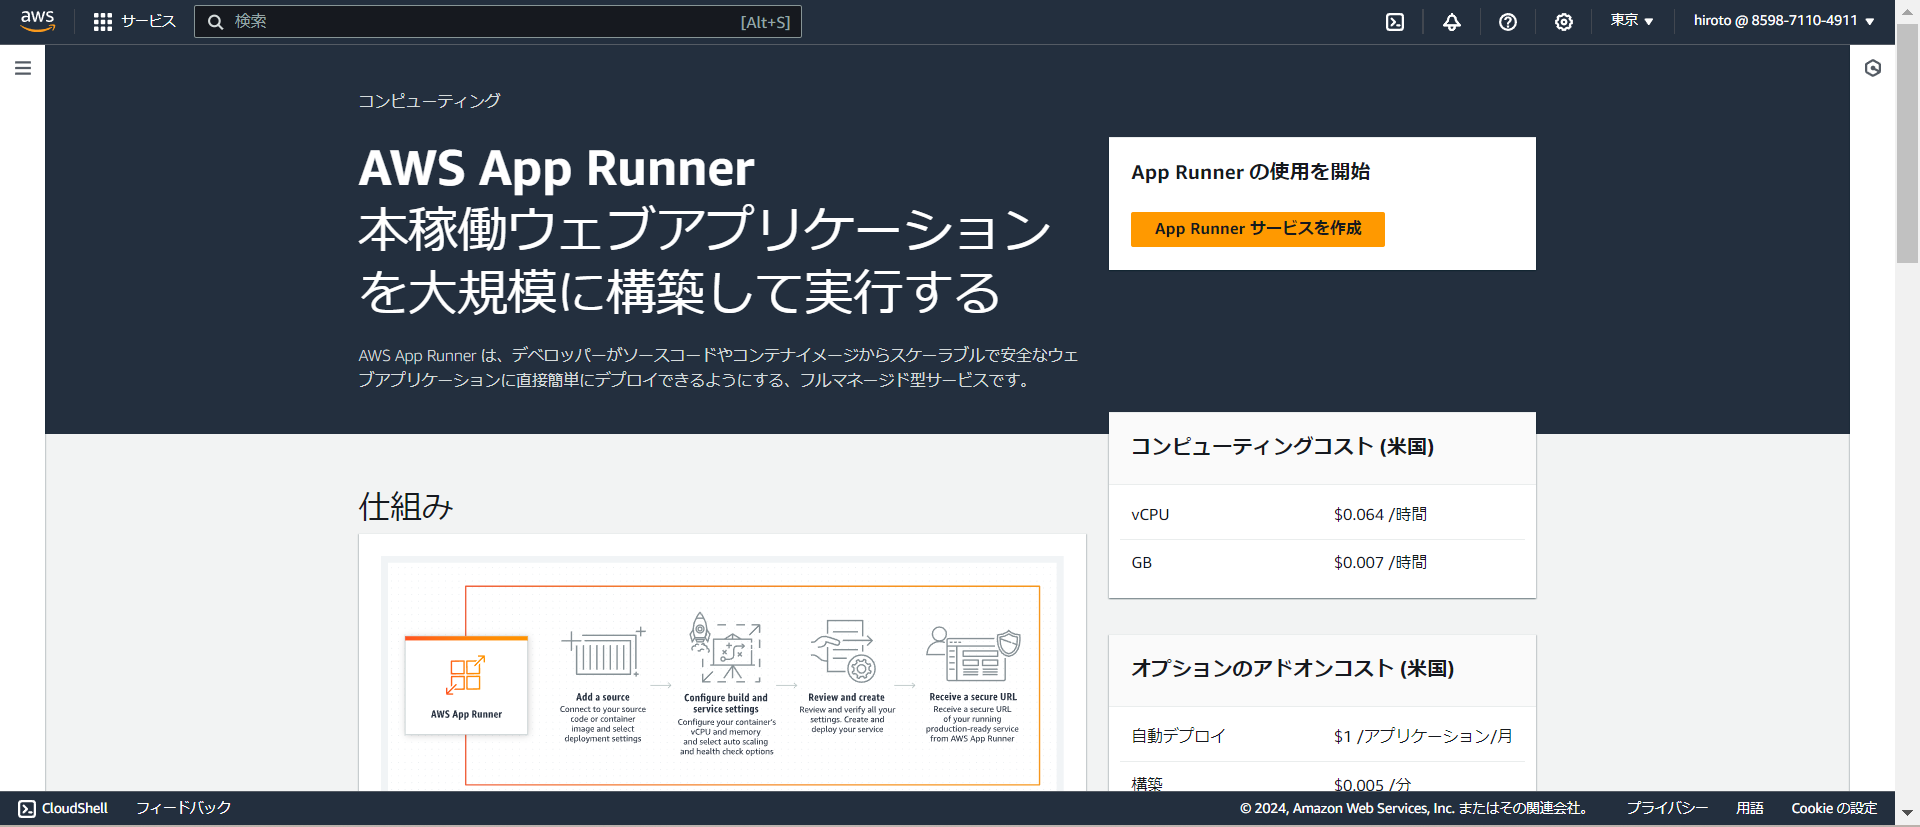 aws
サービス
検索
[Alt+S]
東京
hiroto @ 8598-7110-4911
コンピューティング
AWS App Runner
本稼働ウェブアプリケーション
を大規模に構築して実行する
AWS App Runner は、デベロッパーがソースコードやコンテナイメージからスケーラブルで安全なウェ
ブアプリケーションに直接簡単にデプロイできるようにする、フルマネージド型サービスです。
App Runner の使用を開始
App Runner サービスを作成
コンピューティングコスト (米国)
vCPU $0.064 /時間
GB $0.007 /時間
オプションのアドオンコスト (米国)
自動デプロイ $1 /アプリケーション/月
構築 $0.005 /分
仕組み
AWS App Runner
Add a source
Connect to your source
code or container
image and select
deployment settings
Configure build and
service settings
Configure your container's
vCPU and memory
and select auto scaling
and health check options
Review and create
Review and verify all your
settings. Create and
deploy your service
Receive a secure URL
Receive a secure URL
of your running
production-ready service
from AWS App Runner
CloudShell
フィードバック
© 2024, Amazon Web Services, Inc. またはその関連会社。
プライバシー
用語
Cookie の設定